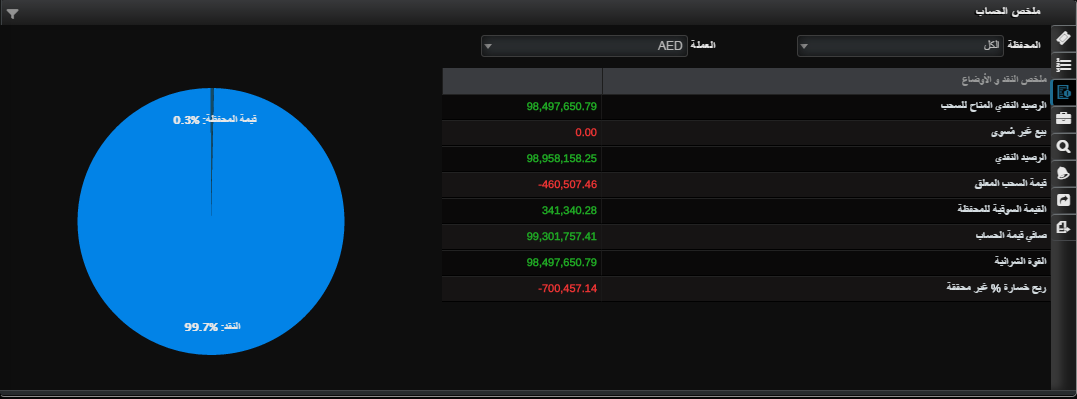 ملخص الحساب
المحفظة الكل العملة AED
ملخص النقد و الأوضاع
الرصيد النقدي المتاح للسحب 98,497,650.79
بيع غير مسوى 0.00
الرصيد النقدي 98,958,158.25
قيمة السحب المعلق -460,507.46
القيمة السوقية للمحفظة 341,340.28
صافي قيمة الحساب 99,301,757.41
القوة الشرائية 98,497,650.79
ربح خسارة % غير محققة -700,457.14
قيمة المحفظة: 0.3%
النقد: 99.7%